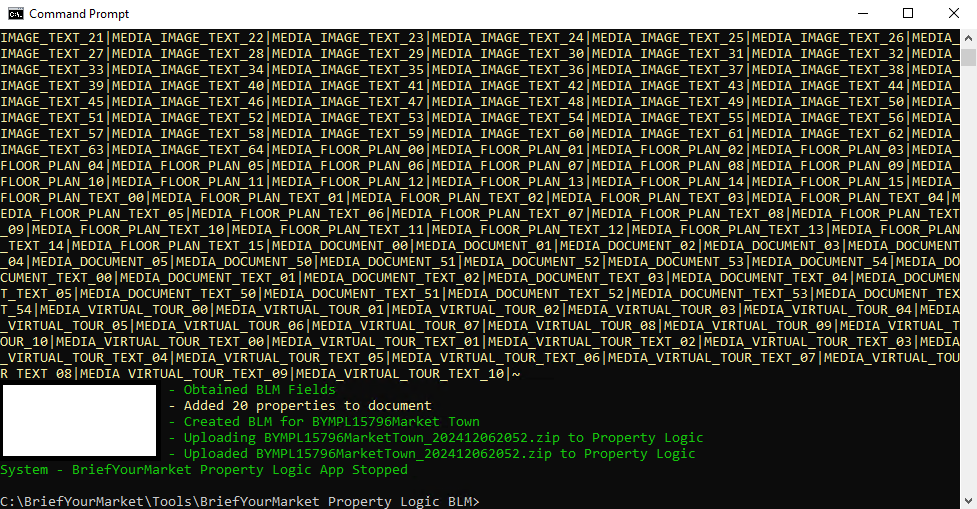 Command Prompt
IMAGE_TEXT_21|MEDIA_IMAGE_TEXT_22|MEDIA_IMAGE_TEXT_23|MEDIA_IMAGE_TEXT_24|MEDIA_IMAGE_TEXT_25|MEDIA_IMAGE_TEXT_26|MEDIA_
IMAGE_TEXT_27|MEDIA_IMAGE_TEXT_28|MEDIA_IMAGE_TEXT_29|MEDIA_IMAGE_TEXT_30|MEDIA_IMAGE_TEXT_31|MEDIA_IMAGE_TEXT_32|MEDIA_
IMAGE_TEXT_33|MEDIA_IMAGE_TEXT_34|MEDIA_IMAGE_TEXT_35|MEDIA_IMAGE_TEXT_36|MEDIA_IMAGE_TEXT_37|MEDIA_IMAGE_TEXT_38|MEDIA_
IMAGE_TEXT_39|MEDIA_IMAGE_TEXT_40|MEDIA_IMAGE_TEXT_41|MEDIA_IMAGE_TEXT_42|MEDIA_IMAGE_TEXT_43|MEDIA_IMAGE_TEXT_44|MEDIA_
IMAGE_TEXT_45|MEDIA_IMAGE_TEXT_46|MEDIA_IMAGE_TEXT_47|MEDIA_IMAGE_TEXT_48|MEDIA_IMAGE_TEXT_49|MEDIA_IMAGE_TEXT_50|MEDIA_
IMAGE_TEXT_51|MEDIA_IMAGE_TEXT_52|MEDIA_IMAGE_TEXT_53|MEDIA_IMAGE_TEXT_54|MEDIA_IMAGE_TEXT_55|MEDIA_IMAGE_TEXT_56|MEDIA_
IMAGE_TEXT_57|MEDIA_IMAGE_TEXT_58|MEDIA_IMAGE_TEXT_59|MEDIA_IMAGE_TEXT_60|MEDIA_IMAGE_TEXT_61|MEDIA_IMAGE_TEXT_62|MEDIA_
IMAGE_TEXT_63|MEDIA_IMAGE_TEXT_64|MEDIA_FLOOR_PLAN_00|MEDIA_FLOOR_PLAN_01|MEDIA_FLOOR_PLAN_02|MEDIA_FLOOR_PLAN_03|MEDIA_
FLOOR_PLAN_04|MEDIA_FLOOR_PLAN_05|MEDIA_FLOOR_PLAN_06|MEDIA_FLOOR_PLAN_07|MEDIA_FLOOR_PLAN_08|MEDIA_FLOOR_PLAN_09|MEDIA_
FLOOR_PLAN_10|MEDIA_FLOOR_PLAN_11|MEDIA_FLOOR_PLAN_12|MEDIA_FLOOR_PLAN_13|MEDIA_FLOOR_PLAN_14|MEDIA_FLOOR_PLAN_15|MEDIA_
FLOOR_PLAN_TEXT_00|MEDIA_FLOOR_PLAN_TEXT_01|MEDIA_FLOOR_PLAN_TEXT_02|MEDIA_FLOOR_PLAN_TEXT_03|MEDIA_FLOOR_PLAN_TEXT_04|M
EDIA_FLOOR_PLAN_TEXT_05|MEDIA_FLOOR_PLAN_TEXT_06|MEDIA_FLOOR_PLAN_TEXT_07|MEDIA_FLOOR_PLAN_TEXT_08|MEDIA_FLOOR_PLAN_TEXT
_09|MEDIA_FLOOR_PLAN_TEXT_10|MEDIA_FLOOR_PLAN_TEXT_11|MEDIA_FLOOR_PLAN_TEXT_12|MEDIA_FLOOR_PLAN_TEXT_13|MEDIA_FLOOR_PLAN
_TEXT_14|MEDIA_FLOOR_PLAN_TEXT_15|MEDIA_DOCUMENT_00|MEDIA_DOCUMENT_01|MEDIA_DOCUMENT_02|MEDIA_DOCUMENT_03|MEDIA_DOCUMENT
_04|MEDIA_DOCUMENT_05|MEDIA_DOCUMENT_50|MEDIA_DOCUMENT_51|MEDIA_DOCUMENT_52|MEDIA_DOCUMENT_53|MEDIA_DOCUMENT_54|MEDIA_DO
CUMENT_TEXT_00|MEDIA_DOCUMENT_TEXT_01|MEDIA_DOCUMENT_TEXT_02|MEDIA_DOCUMENT_TEXT_03|MEDIA_DOCUMENT_TEXT_04|MEDIA_DOCUMEN
T_TEXT_05|MEDIA_DOCUMENT_TEXT_50|MEDIA_DOCUMENT_TEXT_51|MEDIA_DOCUMENT_TEXT_52|MEDIA_DOCUMENT_TEXT_53|MEDIA_DOCUMENT_TEX
T_54|MEDIA_VIRTUAL_TOUR_00|MEDIA_VIRTUAL_TOUR_01|MEDIA_VIRTUAL_TOUR_02|MEDIA_VIRTUAL_TOUR_03|MEDIA_VIRTUAL_TOUR_04|MEDIA
_VIRTUAL_TOUR_05|MEDIA_VIRTUAL_TOUR_06|MEDIA_VIRTUAL_TOUR_07|MEDIA_VIRTUAL_TOUR_08|MEDIA_VIRTUAL_TOUR_09|MEDIA_VIRTUAL_T
OUR_10|MEDIA_VIRTUAL_TOUR_TEXT_00|MEDIA_VIRTUAL_TOUR_TEXT_01|MEDIA_VIRTUAL_TOUR_TEXT_02|MEDIA_VIRTUAL_TOUR_TEXT_03|MEDIA
_VIRTUAL_TOUR_TEXT_04|MEDIA_VIRTUAL_TOUR_TEXT_05|MEDIA_VIRTUAL_TOUR_TEXT_06|MEDIA_VIRTUAL_TOUR_TEXT_07|MEDIA_VIRTUAL_TOU
R_TEXT_08|MEDIA_VIRTUAL_TOUR_TEXT_09|MEDIA_VIRTUAL_TOUR_TEXT_10|~
- Obtained BLM Fields
- Added 20 properties to document
- Created BLM for BYMPL15796Market Town
- Uploading BYMPL15796MarketTown_202412062052.zip to Property Logic
- Uploaded BYMPL15796MarketTown_202412062052.zip to Property Logic
System - BriefYourMarket Property Logic App Stopped
C:\BriefYourMarket\Tools\BriefYourMarket Property Logic BLM>